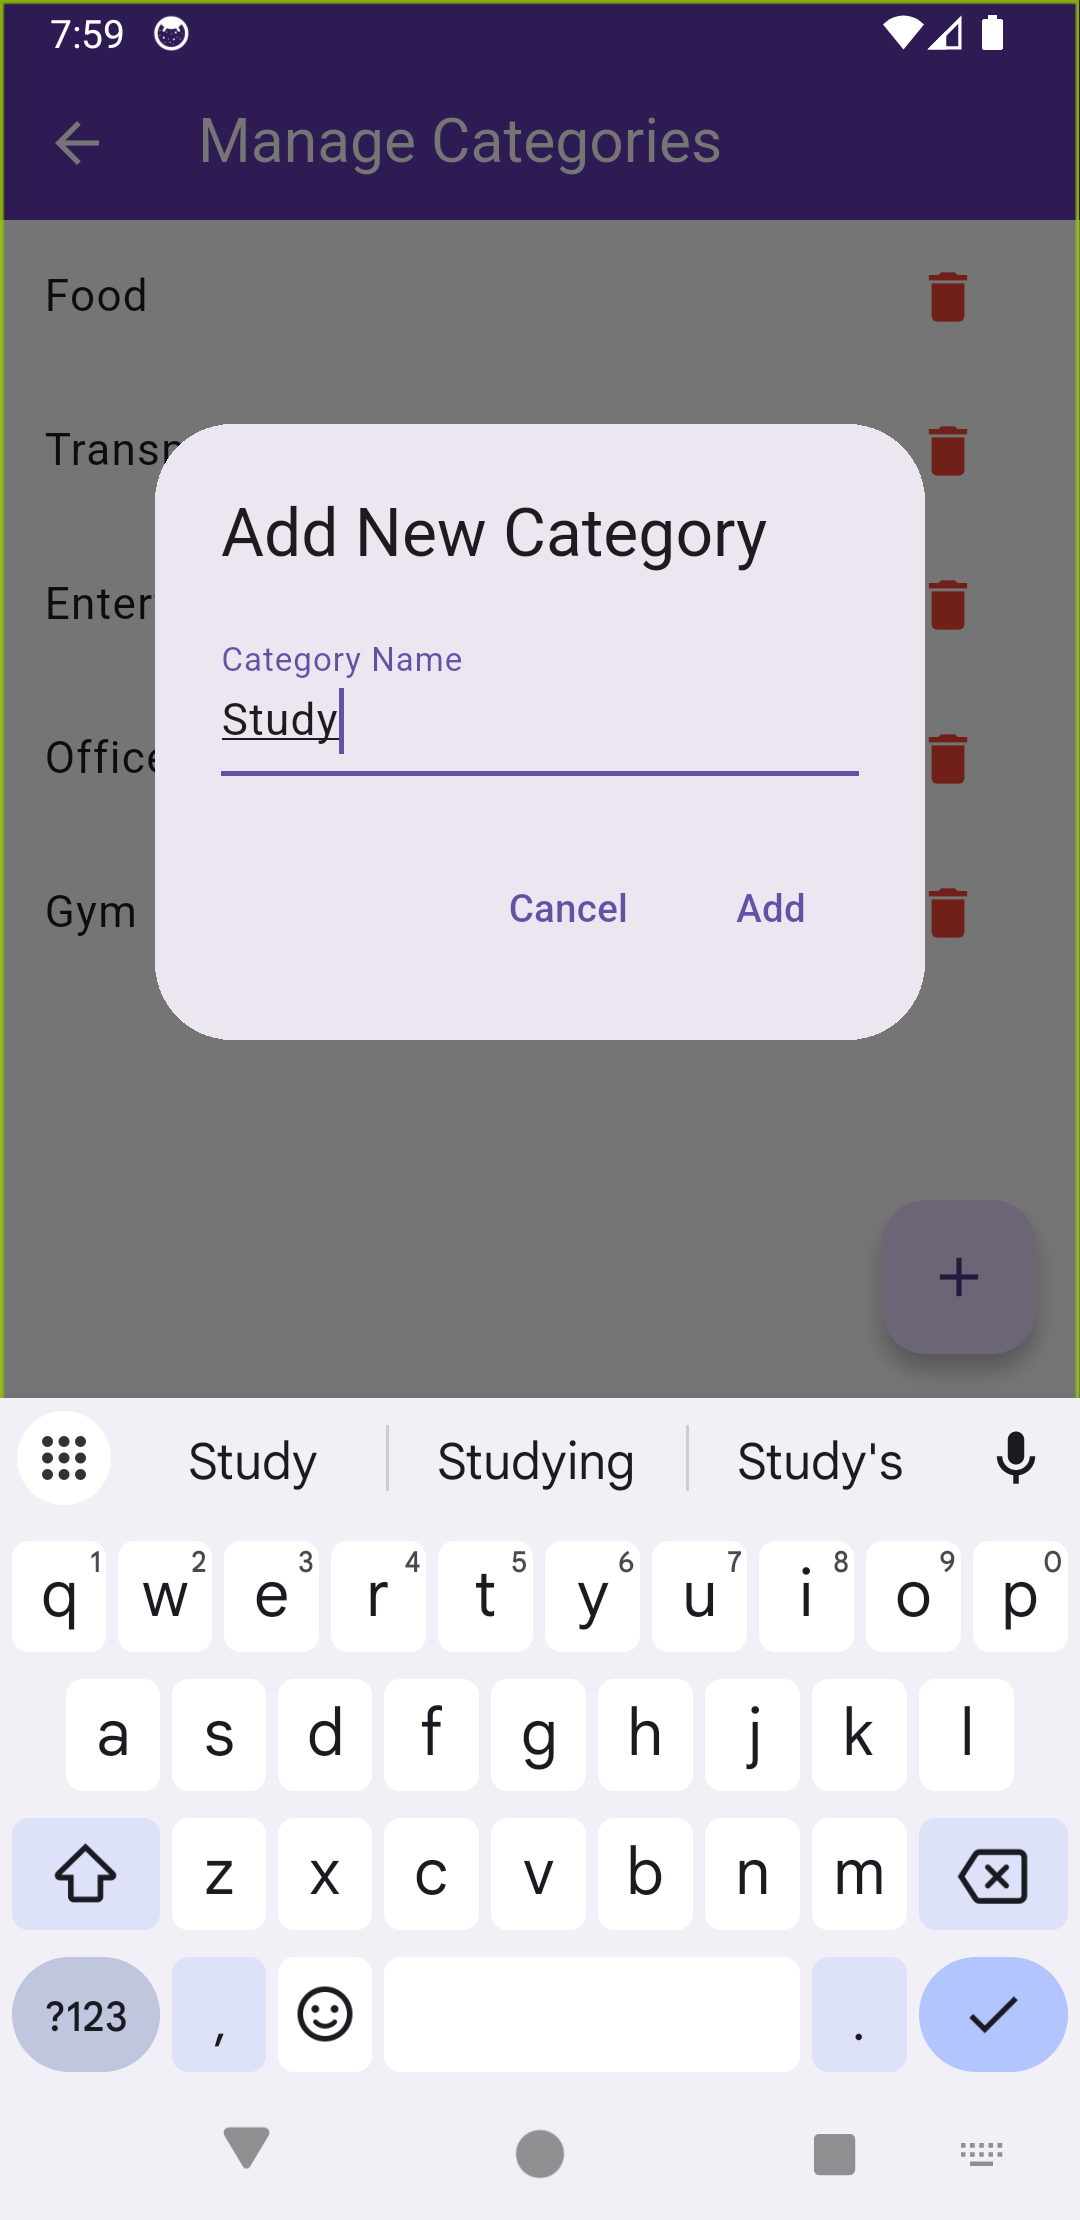 7:59
Manage Categories
Food
Enter
Office
Gym
Add New Category
Category Name
Study
Cancel Add
Study Studying Study's
q 1 w 2 e 3 r 4 t 5 y 6 u 7 i 8 o 9 p 0
a s d f g h j k l
z x c v b n m
?123 , .